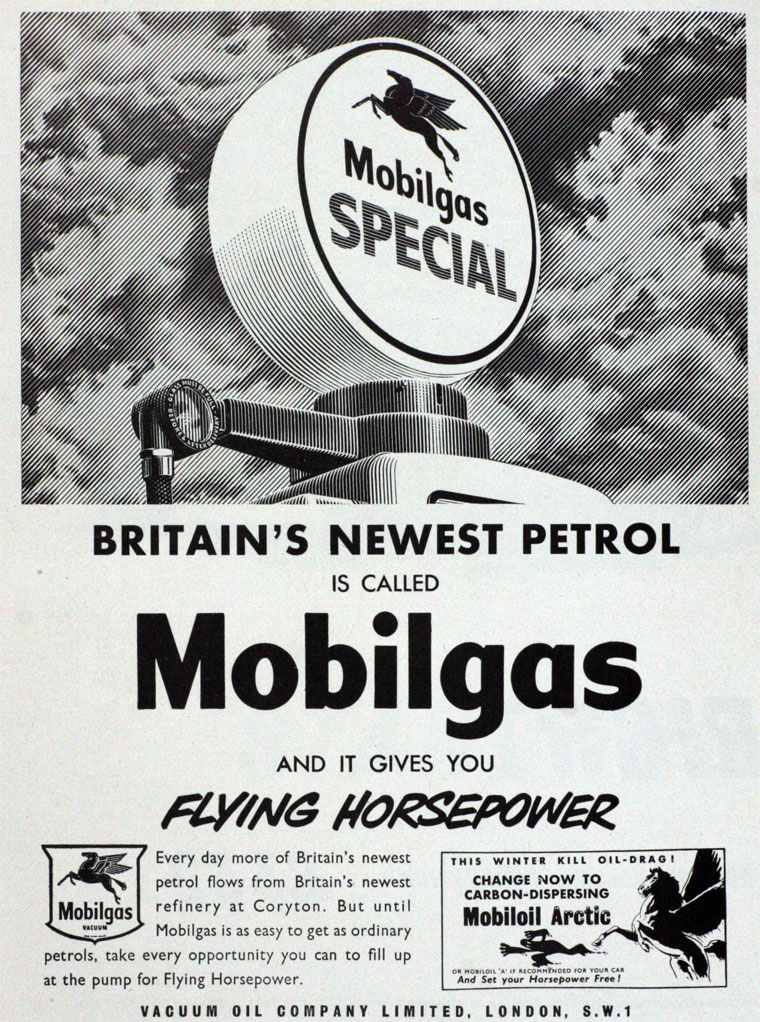 Mobilgas
SPECIAL
GLASS MUST BE FULL
BRITAIN'S NEWEST PETROL
IS CALLED
Mobilgas
AND IT GIVES YOU
FLYING HORSEPOWER
Mobilgas
VACUUM
Every day more of Britain's newest
petrol flows from Britain's newest
refinery at Coryton. But until
Mobilgas is as easy to get as ordinary
petrols, take every opportunity you can to fill up
at the pump for Flying Horsepower.
THIS WINTER KILL OIL-DRAG!
CHANGE NOW TO
CARBON-DISPERSING
Mobiloil Arctic
OR MOBILOIL 'A' IF RECOMMENDED FOR YOUR CAR
And Set your Horsepower Free!
VACUUM OIL COMPANY LIMITED, LONDON, S.W.1